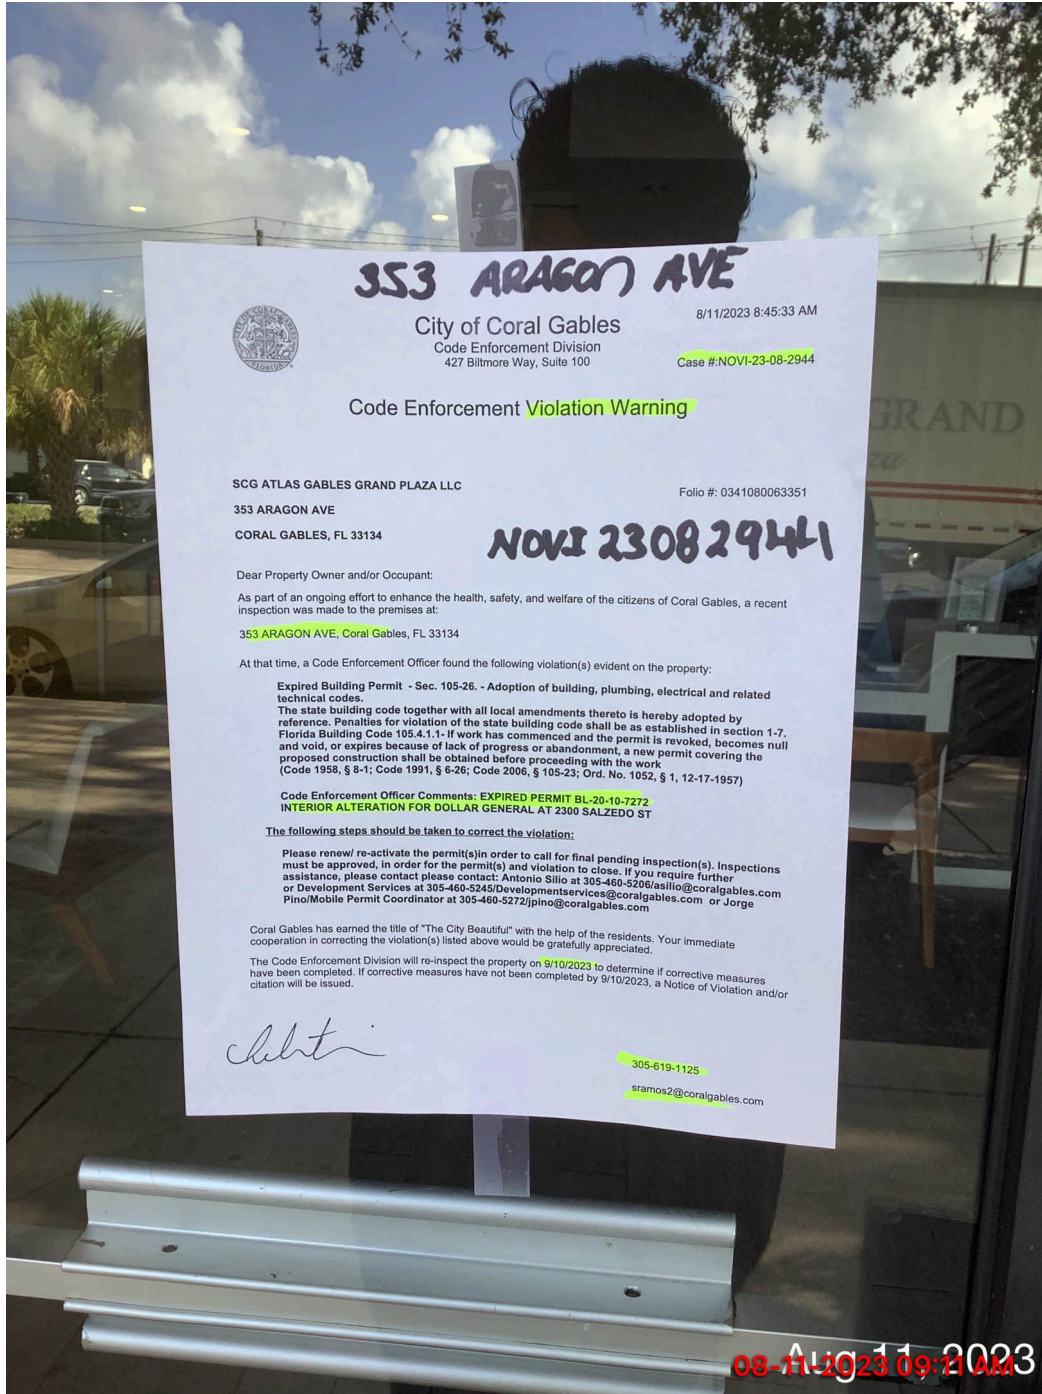 353 ARAGON AVE
8/11/2023 8:45:33 AM
City of Coral Gables
Code Enforcement Division
427 Biltmore Way, Suite 100
Case #:NOVI-23-08-2944
CITY OF CORAL GABLES
FLORIDA
Code Enforcement Violation Warning
GRAND
za
SCG ATLAS GABLES GRAND PLAZA LLC
Folio #: 0341080063351
353 ARAGON AVE
CORAL GABLES, FL 33134
NOVI 23082944
Dear Property Owner and/or Occupant:
As part of an ongoing effort to enhance the health, safety, and welfare of the citizens of Coral Gables, a recent
inspection was made to the premises at:
353 ARAGON AVE, Coral Gables, FL 33134
At that time, a Code Enforcement Officer found the following violation(s) evident on the property:
Expired Building Permit - Sec. 105-26. - Adoption of building, plumbing, electrical and related
technical codes.
The state building code together with all local amendments thereto is hereby adopted by
reference. Penalties for violation of the state building code shall be as established in section 1-7.
Florida Building Code 105.4.1.1- If work has commenced and the permit is revoked, becomes null
and void, or expires because of lack of progress or abandonment, a new permit covering the
proposed construction shall be obtained before proceeding with the work
(Code 1958, § 8-1; Code 1991, § 6-26; Code 2006, § 105-23; Ord. No. 1052, § 1, 12-17-1957)
Code Enforcement Officer Comments: EXPIRED PERMIT BL-20-10-7272
INTERIOR ALTERATION FOR DOLLAR GENERAL AT 2300 SALZEDO ST
The following steps should be taken to correct the violation:
Please renew/ re-activate the permit(s)in order to call for final pending inspection(s). Inspections
must be approved, in order for the permit(s) and violation to close. If you require further
assistance, please contact please contact: Antonio Silio at 305-460-5206/asilio@coralgables.com
or Development Services at 305-460-5245/Developmentservices@coralgables.com or Jorge
Pino/Mobile Permit Coordinator at 305-460-5272/jpino@coralgables.com
Coral Gables has earned the title of "The City Beautiful" with the help of the residents. Your immediate
cooperation in correcting the violation(s) listed above would be gratefully appreciated.
The Code Enforcement Division will re-inspect the property on 9/10/2023 to determine if corrective measures
have been completed. If corrective measures have not been completed by 9/10/2023, a Notice of Violation and/or
citation will be issued.
305-619-1125
sramos2@coralgables.com
Aug 11, 2023
08-11-2023 09:11 AM